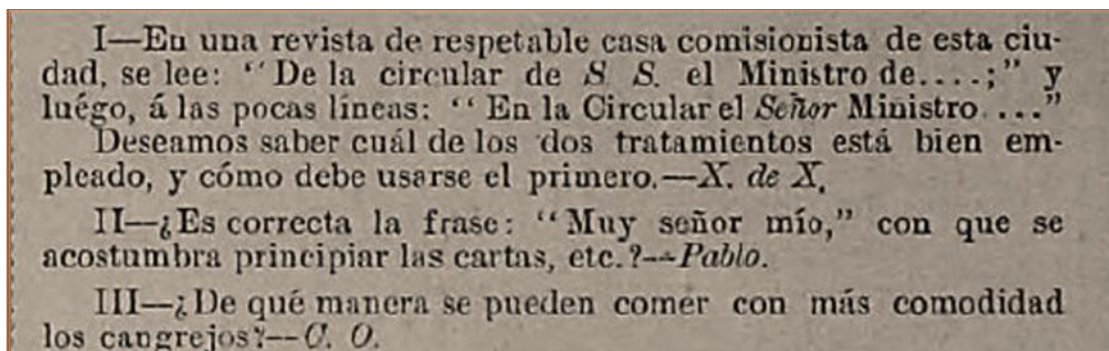 I—En una revista de respetable casa comisionista de esta ciu-
dad, se lee: “De la circular de S S. el Ministro de....;” y
luégo, á las pocas líneas: “En la Circular el Señor Ministro....”
Deseamos saber cuál de los dos tratamientos está bien em-
pleado, y cómo debe usarse el primero.—X. de X.
II—¿Es correcta la frase: “Muy señor mío,” con que se
acostumbra principiar las cartas, etc.?—Pablo.
III—¿De qué manera se pueden comer con más comodidad
los cangrejos?—C. O.